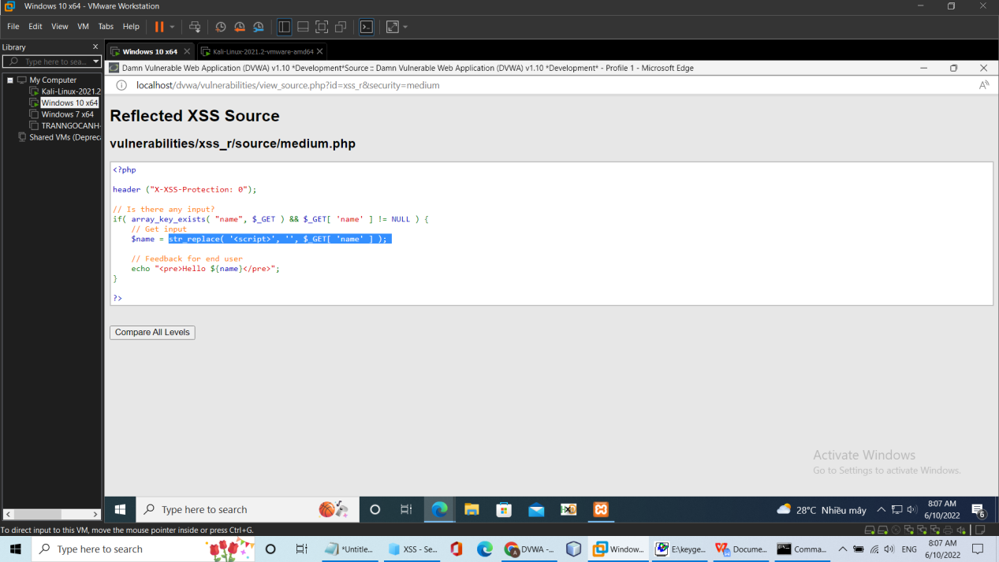 Windows 10 x64 - VMware Workstation
File Edit View VM Tabs Help
Library
Type here to sea...
My Computer
Kali-Linux-2021.2
Windows 10 x64
Windows 7 x64
TRANNGOCANH-
Shared VMs (Depreca
Windows 10 x64 Kali-Linux-2021.2-vmware-amd64
Damn Vulnerable Web Application (DVWA) v1.10 *Development*Source :: Damn Vulnerable Web Application (DVWA) v1.10 *Development* - Profile 1 - Microsoft Edge
localhost/dvwa/vulnerabilities/view_source.php?id=xss_r&security=medium
Reflected XSS Source
vulnerabilities/xss_r/source/medium.php
<?php
header ("X-XSS-Protection: 0");
// Is there any input?
if( array_key_exists( "name", $_GET ) && $_GET[ 'name' ] != NULL ) {
// Get input
$name = str_replace( '<script>', '', $_GET[ 'name' ] );
// Feedback for end user
echo "<pre>Hello ${name}</pre>";
}
?>
Compare All Levels
Activate Windows
Go to Settings to activate Windows.
Type here to search
28°C Nhiều mây
8:07 AM
6/10/2022
6
To direct input to this VM, move the mouse pointer inside or press Ctrl+G.
Type here to search
*Untitle... XSS - Se... DVWA -... Window... E:\keyge... Docume... Comma...
ENG
8:07 AM
6/10/2022